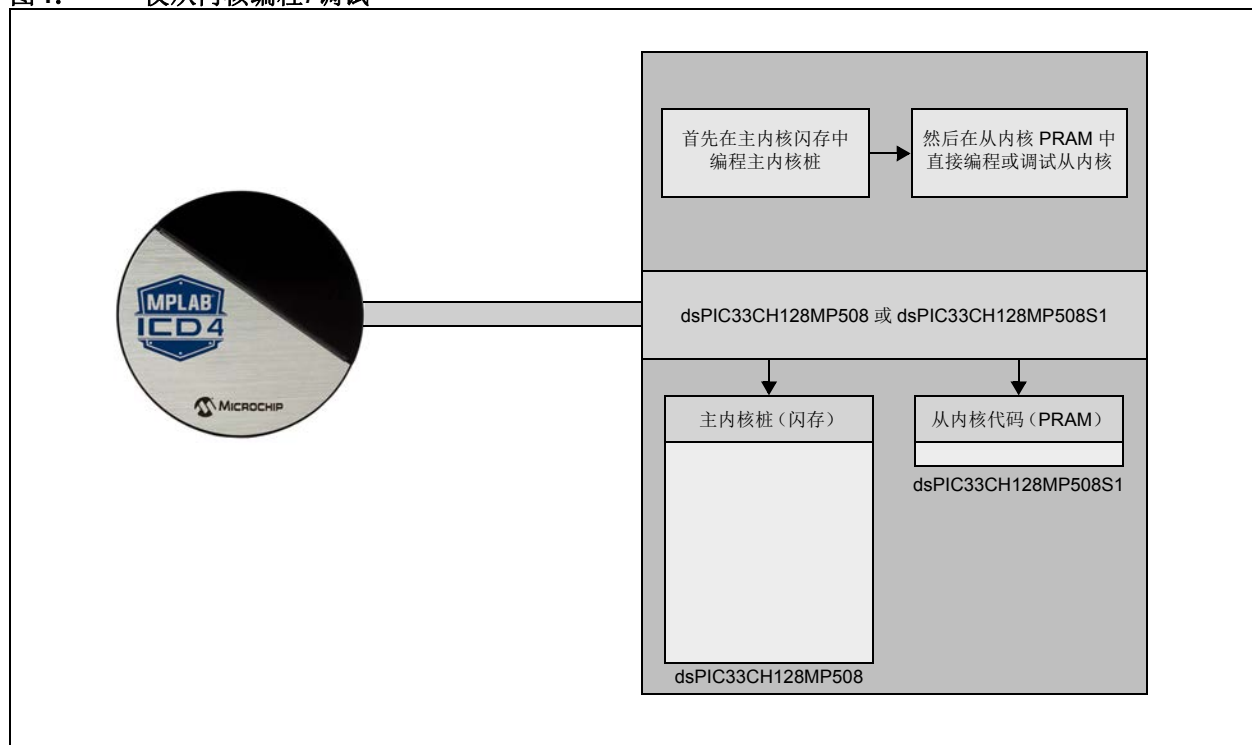 首先在主内核闪存中
编程主内核桩
然后在从内核 PRAM 中
直接编程或调试从内核
MPLAB
ICD4
MICROCHIP
dsPIC33CH128MP508 或 dsPIC33CH128MP508S1
主内核桩（闪存）
从内核代码（PRAM）
dsPIC33CH128MP508S1
dsPIC33CH128MP508